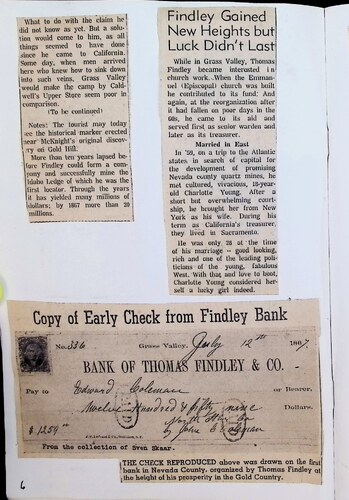 What to do with the claim he
did not know as yet. But a solu-
tion would come to him, as all
things seemed to have done
since he came to California.
Some day, when men arrived
here who knew how to sink down
into such veins, Grass Valley
would make the camp by Cald-
well's Upper Store seem poor in
comparison.
(To be continued)
Notes: The tourist may today
see the historical marker erected
near McKnight's original discov-
ery on Gold Hill.
More than ten years lapsed be-
fore Findley could form a com-
pany and successfully mine the
Idaho Ledge of which he was the
first locator. Through the years
it has yielded many millions of
dollars; by 1867 more than 26
millions.
Findley Gained
New Heights but
Luck Didn't Last
While in Grass Valley, Thomas
Findley became interested in
church work. When the Emman-
uel (Episcopal) church was built
he contributed to its fund. And
again, at the reorganization after
it had fallen on poor days in the
60s, he came to its aid and
served first as senior warden and
later as its treasurer.
Married in East
In '59, on a trip to the Atlantic
states in search of capital for
the development of promising
Nevada county quartz mines, he
met cultured, vivacious, 18-year-
old Charlotte Young. After a
short but overwhelming court-
ship, he brought her from New
York as his wife. During his
term as California's treasurer,
they lived in Sacramento.
He was only 28 at the time
of his marriage — good looking,
rich and one of the leading poli-
ticians of the young, fabulous
West. With that and love to boot,
Charlotte Young considered her-
self a lucky girl indeed.
Copy of Early Check from Findley Bank
No. 336 Grass Valley, July 12th 1867
BANK OF THOMAS FINDLEY & CO.
Pay to Edward Coleman or Bearer,
Twelve Hundred & fifty nine Dollars.
$ 1259
by John C Coleman
From the collection of Sven Skaar.
THE CHECK REPRODUCED above was drawn on the first
bank in Nevada County, organized by Thomas Findley at
the height of his prosperity in the Gold Country.
6